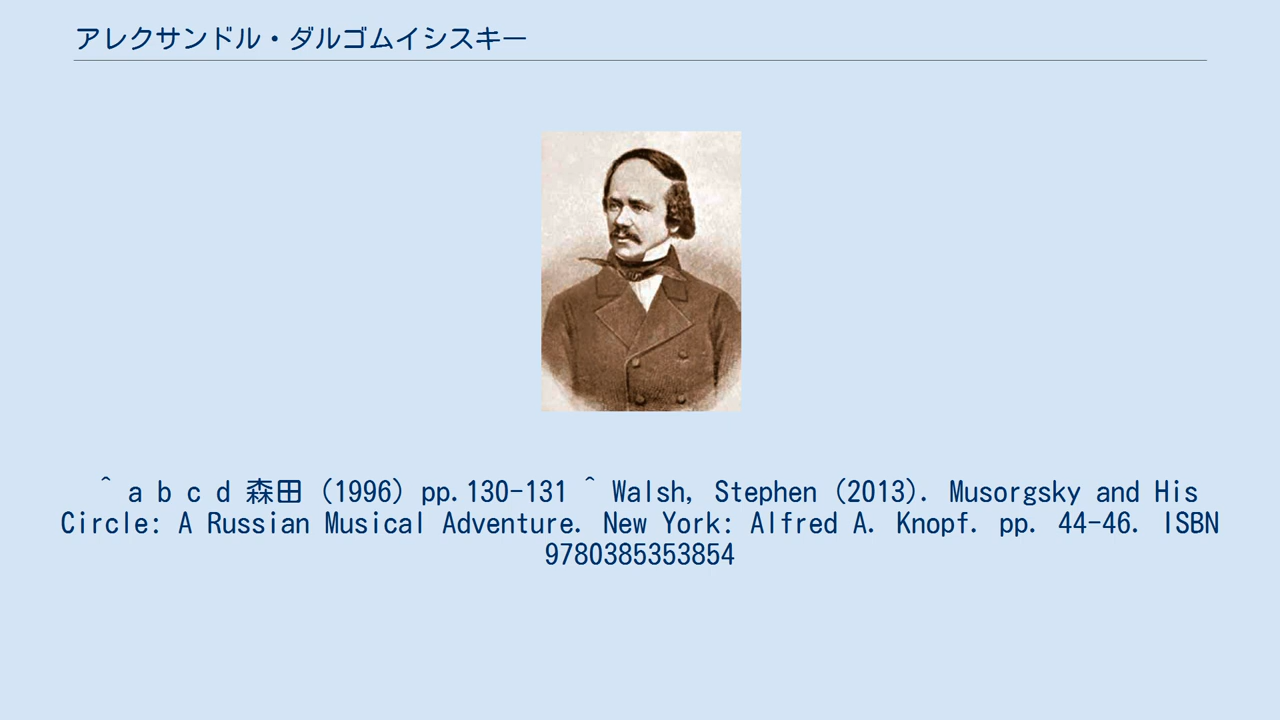 アレクサンドル・ダルゴムイシスキー
^ a b c d 森田 (1996) pp.130-131 ^ Walsh, Stephen (2013). Musorgsky and His
Circle: A Russian Musical Adventure. New York: Alfred A. Knopf. pp. 44-46. ISBN
9780385353854